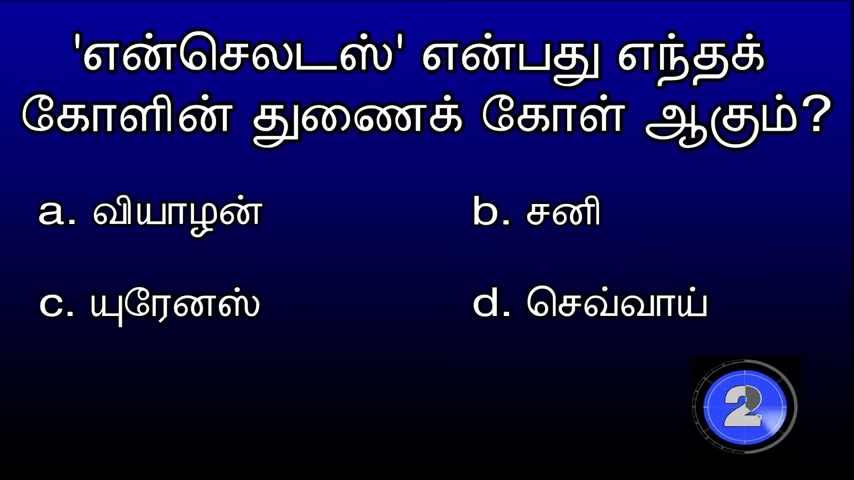 'என்செலடஸ்' என்பது எந்தக்
கோளின் துணைக் கோள் ஆகும்?
a. வியாழன் b. சனி
c. யுரேனஸ் d. செவ்வாய்
2